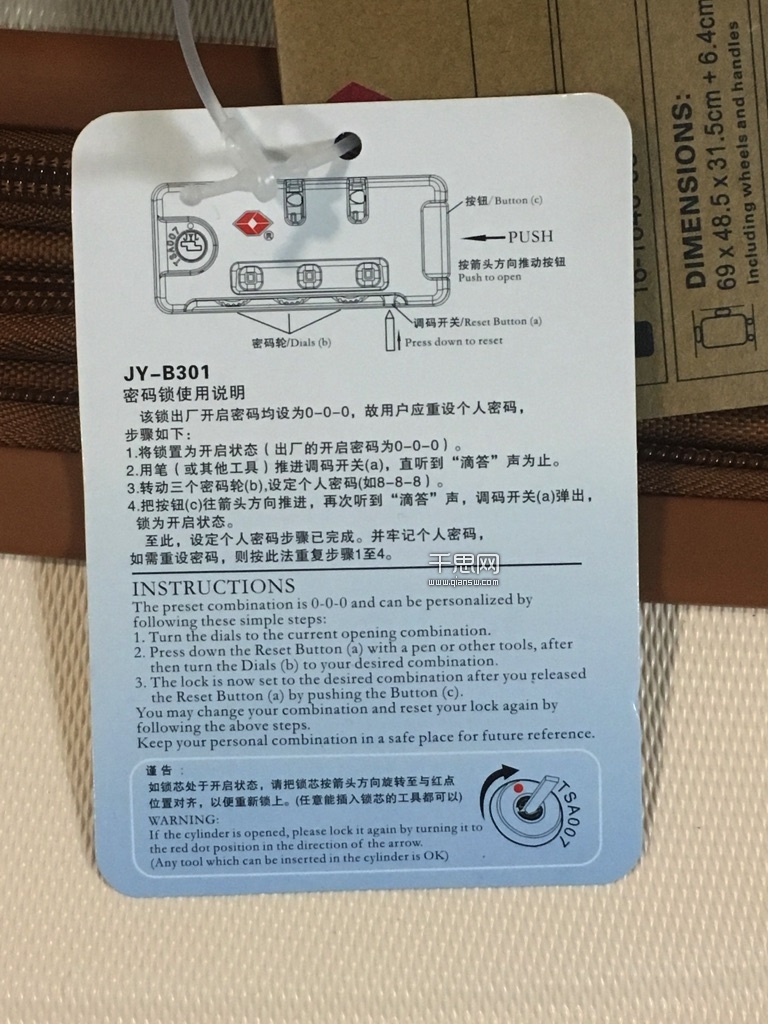 DIMENSIONS:
69 x 48.5 x 31.5cm + 6.4cm
Including wheels and handles
TSA007
®
按钮/Button (c)
PUSH
按箭头方向推动按钮
Push to open
调码开关/Reset Button (a)
密码轮/Dials (b)
Press down to reset
JY-B301
密码锁使用说明
该锁出厂开启密码均设为0-0-0，故用户应重设个人密码，
步骤如下：
1.将锁置为开启状态（出厂的开启密码为0-0-0）。
2.用笔（或其他工具）推进调码开关(a)，直听到“滴答”声为止。
3.转动三个密码轮(b),设定个人密码(如8-8-8）。
4.把按钮(c)往箭头方向推进，再次听到“滴答”声，调码开关(a)弹出，
锁为开启状态。
至此，设定个人密码步骤已完成。并牢记个人密码，
如需重设密码，则按此法重复步骤1至4。
千思网
www.qiansw.com
INSTRUCTIONS
The preset combination is 0-0-0 and can be personalized by
following these simple steps:
1. Turn the dials to the current opening combination.
2. Press down the Reset Button (a) with a pen or other tools, after
then turn the Dials (b) to your desired combination.
3. The lock is now set to the desired combination after you released
the Reset Button (a) by pushing the Button (c).
You may change your combination and reset your lock again by
following the above steps.
Keep your personal combination in a safe place for future reference.
谨告：
如锁芯处于开启状态，请把锁芯按箭头方向旋转至与红点
位置对齐，以便重新锁上。(任意能插入锁芯的工具都可以)
WARNING:
If the cylinder is opened, please lock it again by turning it to
the red dot position in the direction of the arrow.
(Any tool which can be inserted in the cylinder is OK)
TSA007